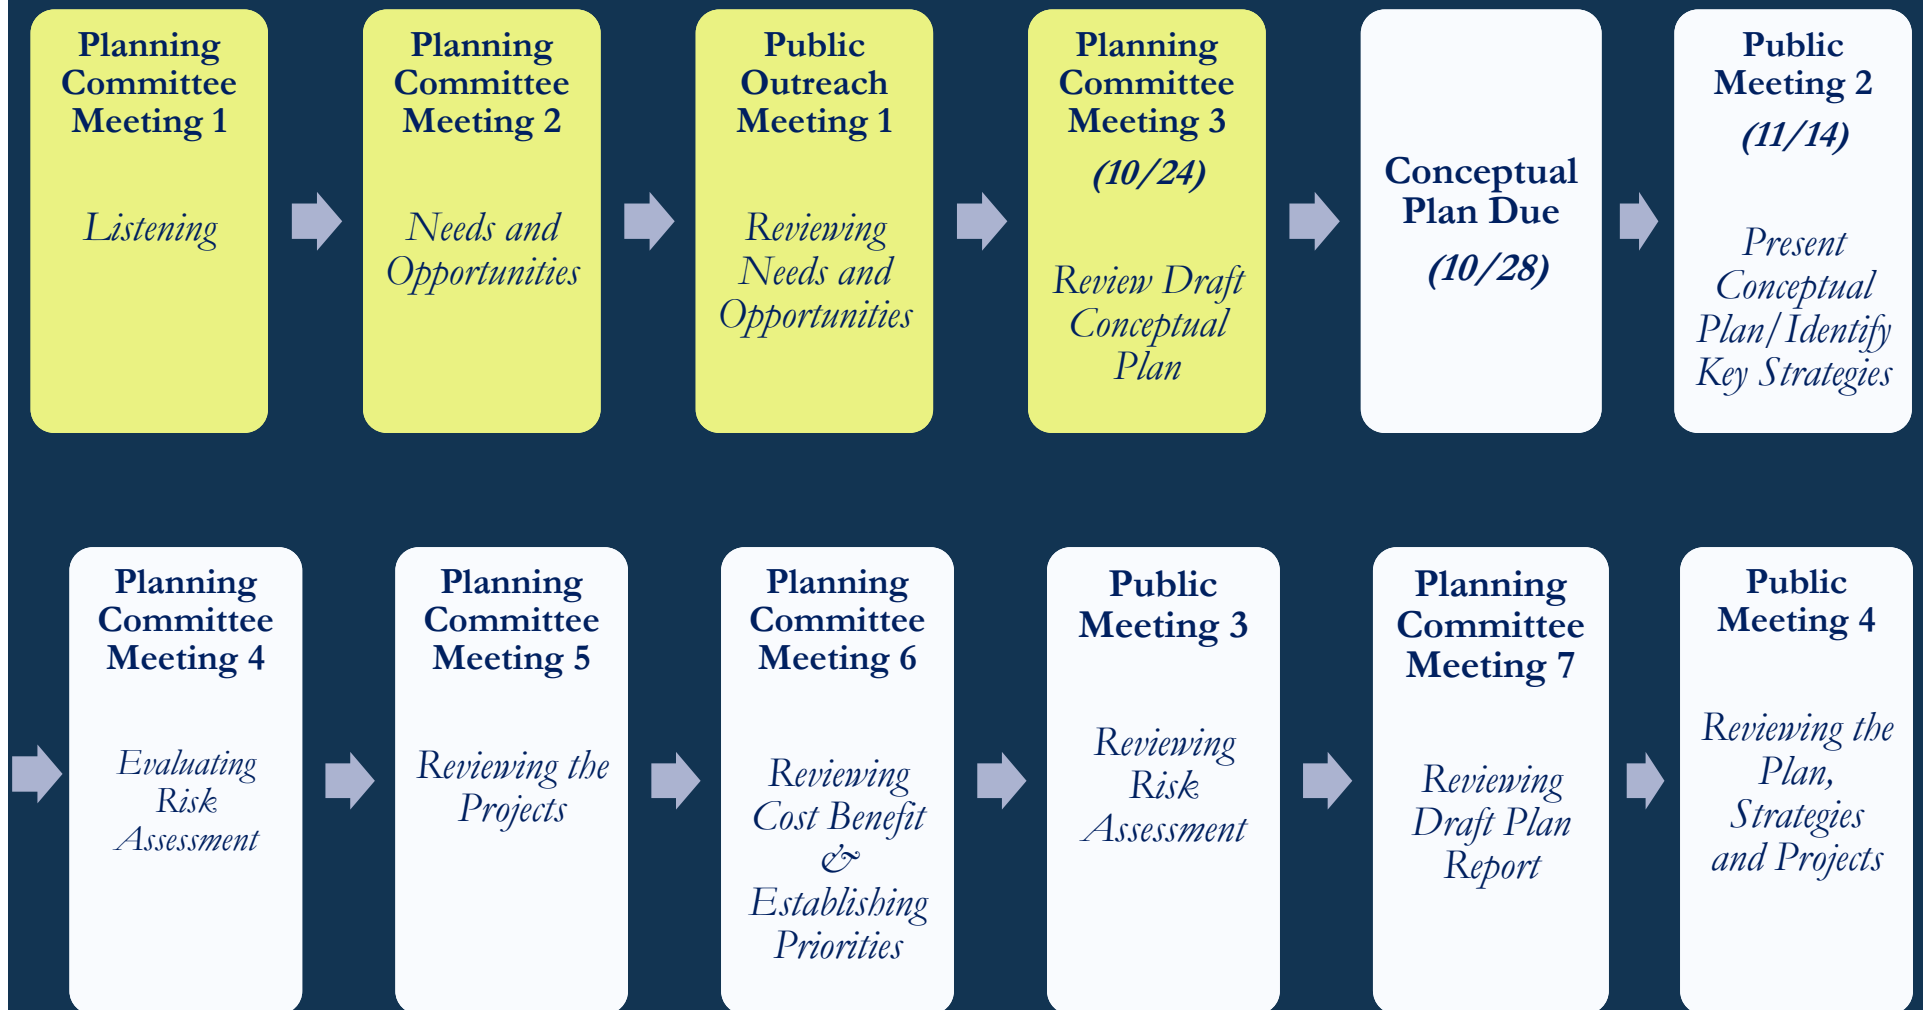 Planning
Committee
Meeting 1
Listening
Planning
Committee
Meeting 2
Needs and
Opportunities
Public
Outreach
Meeting 1
Reviewing
Needs and
Opportunities
Planning
Committee
Meeting 3
(10/24)
Review Draft
Conceptual
Plan
Conceptual
Plan Due
(10/28)
Public
Meeting 2
(11/14)
Present
Conceptual
Plan/Identify
Key Strategies
Planning
Committee
Meeting 4
Evaluating
Risk
Assessment
Planning
Committee
Meeting 5
Reviewing the
Projects
Planning
Committee
Meeting 6
Reviewing
Cost Benefit
&
Establishing
Priorities
Public
Meeting 3
Reviewing
Risk
Assessment
Planning
Committee
Meeting 7
Reviewing
Draft Plan
Report
Public
Meeting 4
Reviewing the
Plan,
Strategies
and Projects